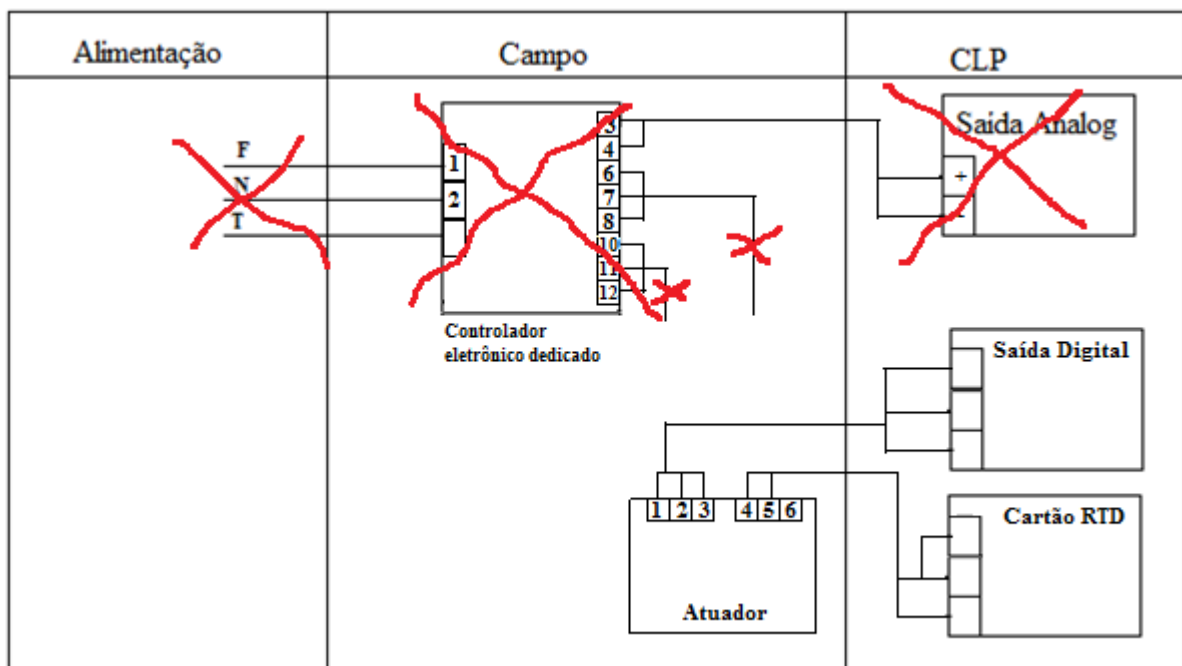 Alimentação
Campo
CLP
F
N
T
1
2
3
4
6
7
8
10
11
12
Controlador
eletrônico dedicado
Saida Analog
+
-
Saída Digital
1 2 3 4 5 6
Atuador
Cartão RTD